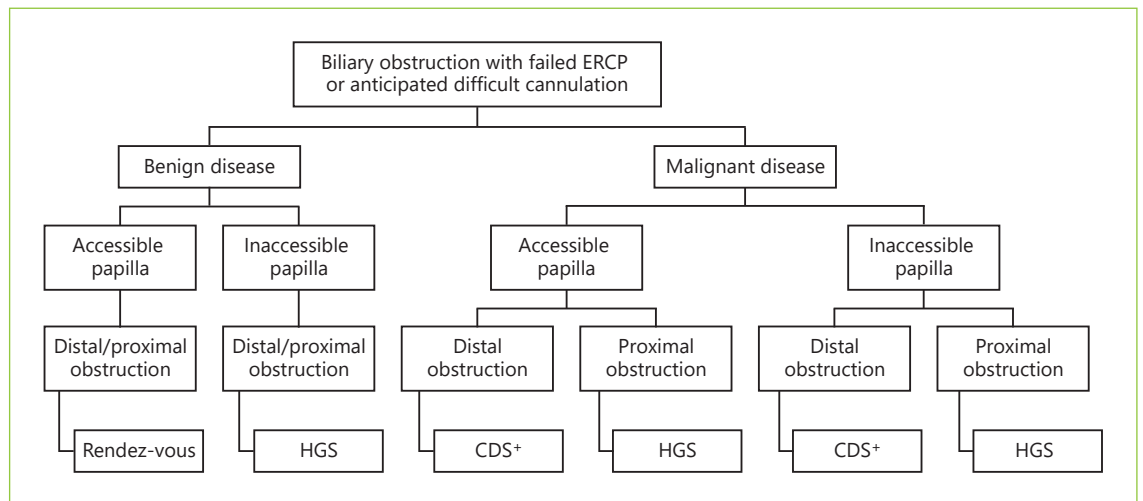 Biliary obstruction with failed ERCP
or anticipated difficult cannulation
Benign disease
Malignant disease
Accessible
papilla
Inaccessible
papilla
Accessible
papilla
Inaccessible
papilla
Distal/proximal
obstruction
Distal/proximal
obstruction
Distal
obstruction
Proximal
obstruction
Distal
obstruction
Proximal
obstruction
Rendez-vous
HGS
CDS⁺
HGS
CDS⁺
HGS